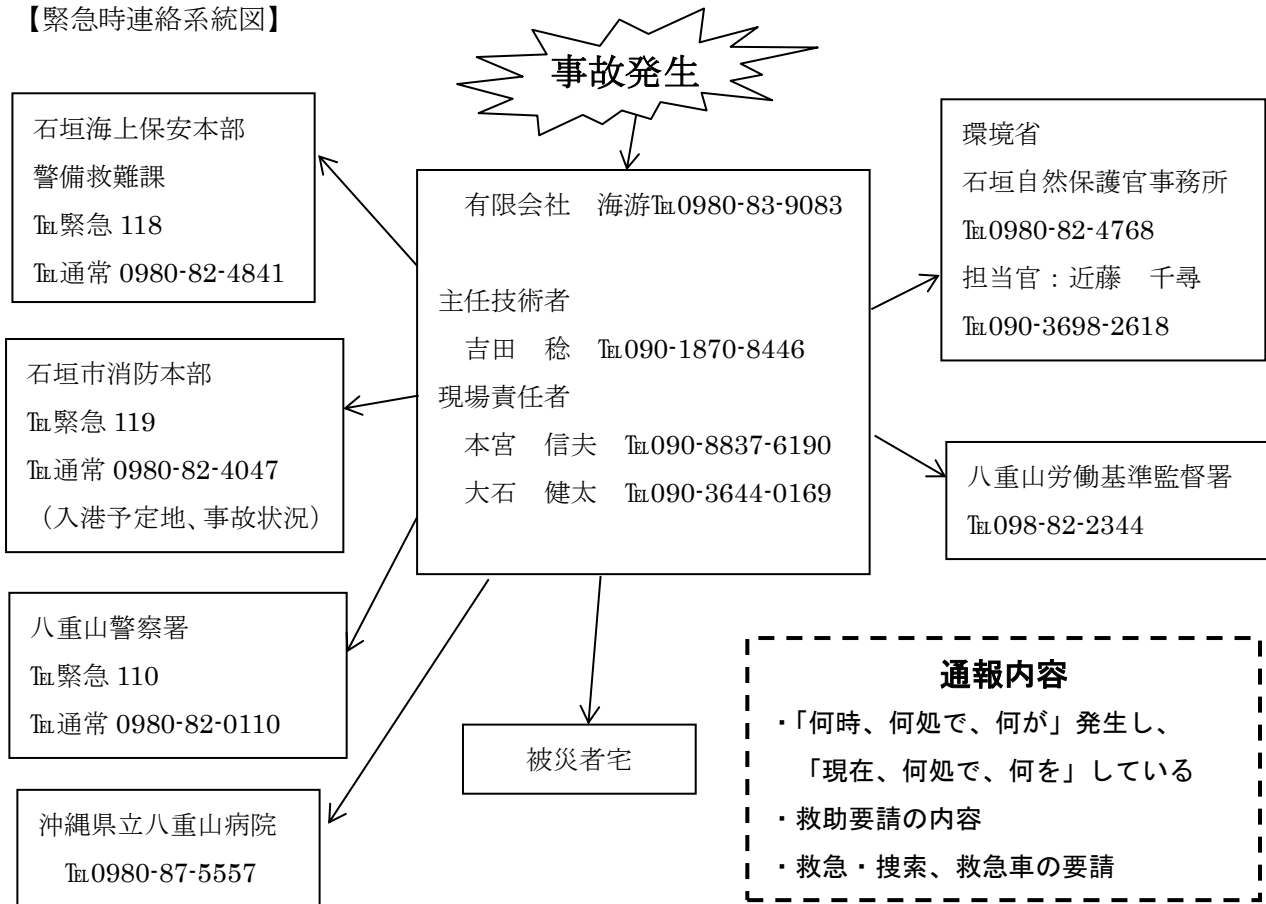 【緊急時連絡系統図】
事故発生
石垣海上保安本部
警備救難課
℡緊急 118
℡通常 0980-82-4841
有限会社　海游℡0980-83-9083
主任技術者
吉田　稔　℡090-1870-8446
現場責任者
本宮　信夫　℡090-8837-6190
大石　健太　℡090-3644-0169
環境省
石垣自然保護官事務所
℡0980-82-4768
担当官：近藤　千尋
℡090-3698-2618
石垣市消防本部
℡緊急 119
℡通常 0980-82-4047
（入港予定地、事故状況）
八重山労働基準監督署
℡098-82-2344
八重山警察署
℡緊急 110
℡通常 0980-82-0110
被災者宅
沖縄県立八重山病院
℡0980-87-5557
通報内容
・「何時、何処で、何が」発生し、
「現在、何処で、何を」している
・救助要請の内容
・救急・捜索、救急車の要請